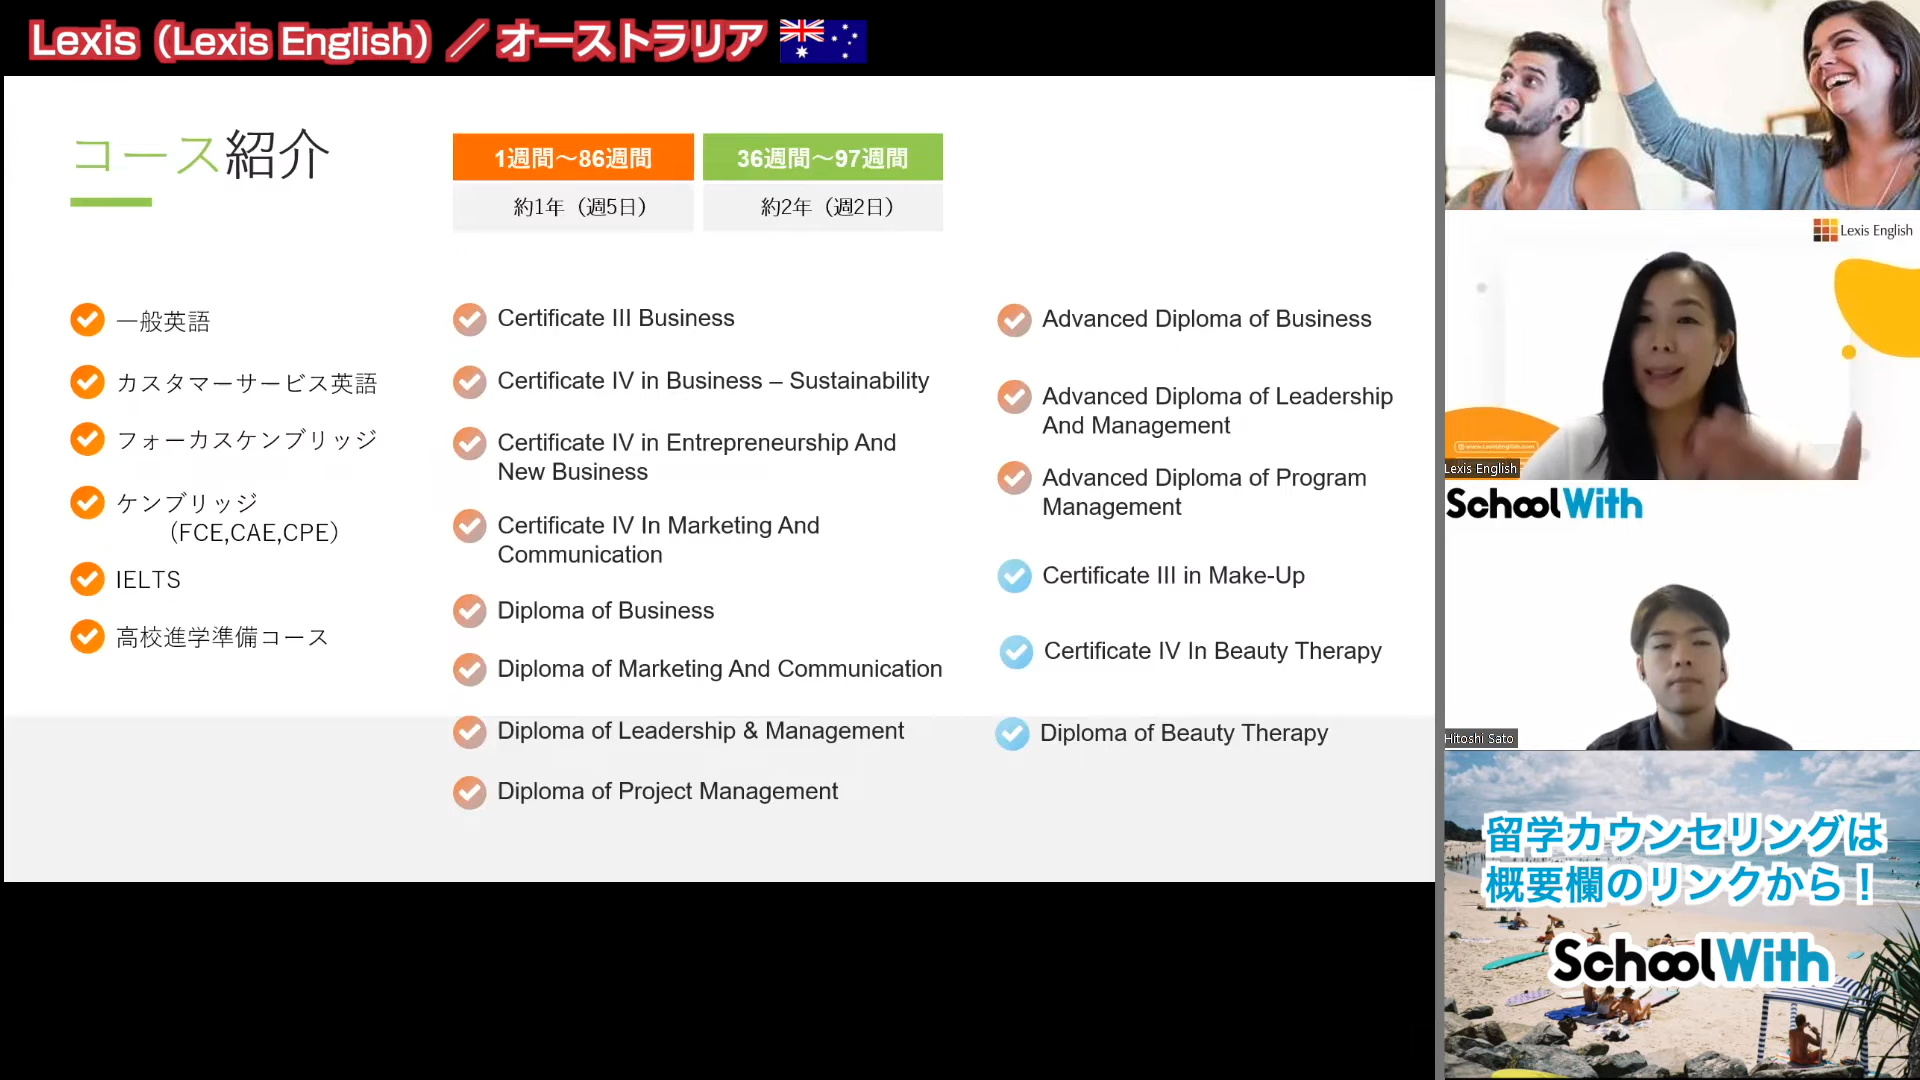 Lexis（Lexis English）／ オーストラリア
コース紹介
1週間～86週間
36週間～97週間
約1年（週5日）
約2年（週2日）
一般英語
カスタマーサービス英語
フォーカスケンブリッジ
ケンブリッジ
（FCE,CAE,CPE）
IELTS
高校進学準備コース
Certificate III Business
Certificate IV in Business – Sustainability
Certificate IV in Entrepreneurship And
New Business
Certificate IV In Marketing And
Communication
Diploma of Business
Diploma of Marketing And Communication
Diploma of Leadership & Management
Diploma of Project Management
Advanced Diploma of Business
Advanced Diploma of Leadership
And Management
Advanced Diploma of Program
Management
Certificate III in Make-Up
Certificate IV In Beauty Therapy
Diploma of Beauty Therapy
Lexis English
www.LexisEnglish.com
Lexis English
SchoolWith
Hitoshi Sato
留学カウンセリングは
概要欄のリンクから！
SchoolWith